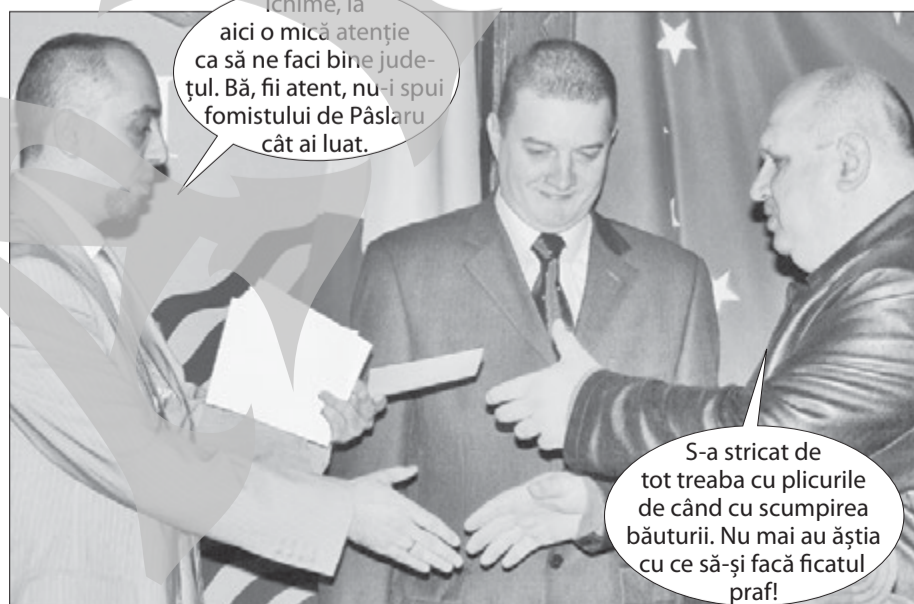 Ichime, ia
aici o mică atenție
ca să ne faci bine jude-
țul. Bă, fii atent, nu-i spui
fomistului de Pâslaru
cât ai luat.
S-a stricat de
tot treaba cu plicurile
de când cu scumpirea
băuturii. Nu mai au ăștia
cu ce să-și facă ficatul
praf!